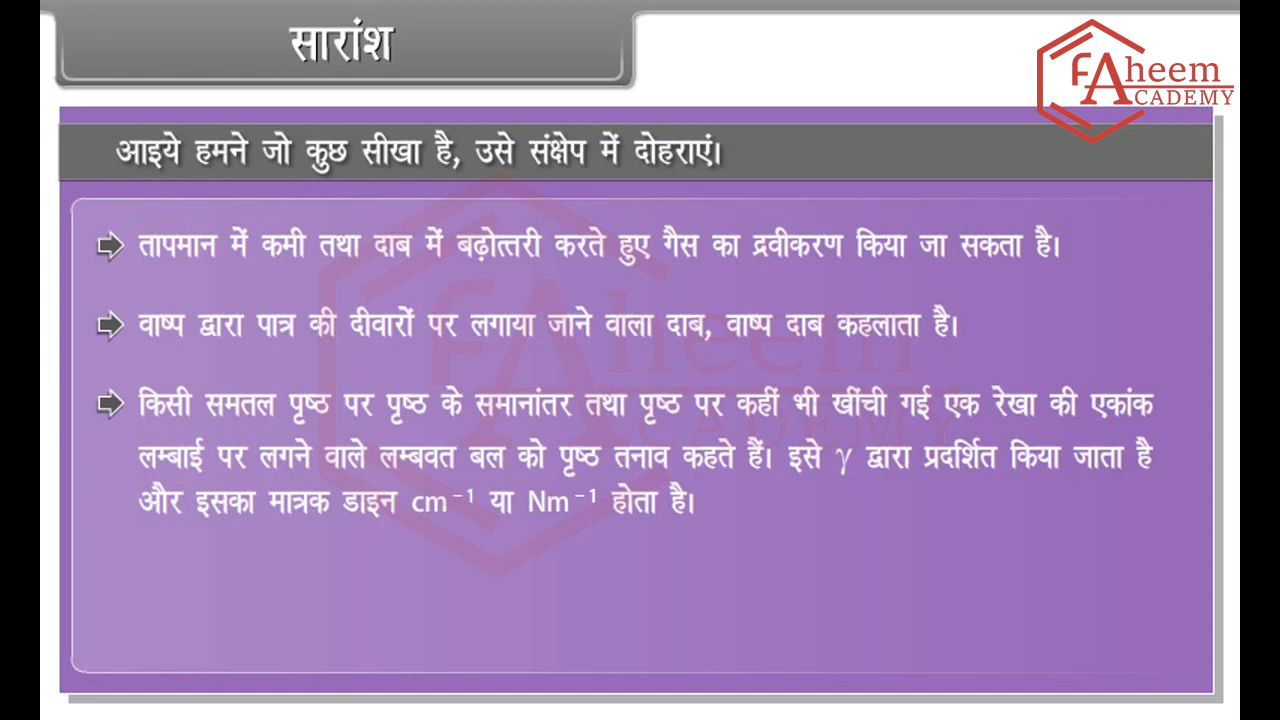 सारांश
FAheem
ACADEMY
आइये हमने जो कुछ सीखा है, उसे संक्षेप में दोहराएं।
तापमान में कमी तथा दाब में बढ़ोत्तरी करते हुए गैस का द्रवीकरण किया जा सकता है।
वाष्प द्वारा पात्र की दीवारों पर लगाया जाने वाला दाब, वाष्प दाब कहलाता है।
किसी समतल पृष्ठ पर पृष्ठ के समानांतर तथा पृष्ठ पर कहीं भी खींची गई एक रेखा की एकांक
लम्बाई पर लगने वाले लम्बवत बल को पृष्ठ तनाव कहते हैं। इसे γ द्वारा प्रदर्शित किया जाता है
और इसका मात्रक डाइन cm⁻¹ या Nm⁻¹ होता है।
FAheem
ACADEMY